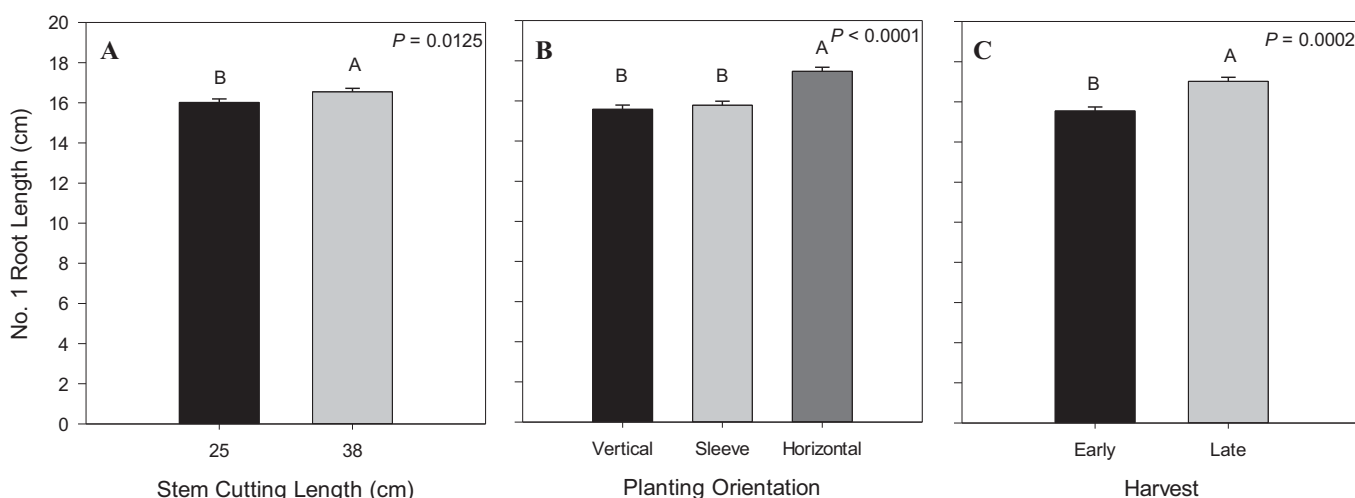 No. 1 Root Length (cm)
20
18
16
14
12
10
8
6
4
2
0
A
P = 0.0125
B
A
25
38
Stem Cutting Length (cm)
B
P < 0.0001
B
B
A
Vertical
Sleeve
Horizontal
Planting Orientation
C
P = 0.0002
B
A
Early
Late
Harvest